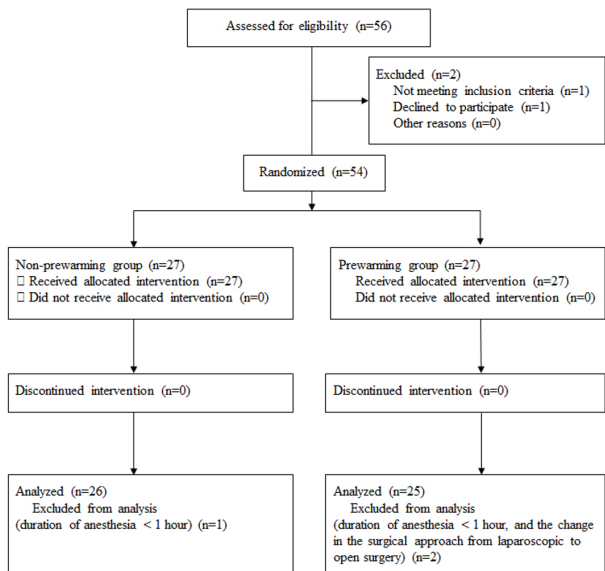 Assessed for eligibility (n=56)
Excluded (n=2)
Not meeting inclusion criteria (n=1)
Declined to participate (n=1)
Other reasons (n=0)
Randomized (n=54)
Non-prewarming group (n=27)
□ Received allocated intervention (n=27)
□ Did not receive allocated intervention (n=0)
Prewarming group (n=27)
Received allocated intervention (n=27)
Did not receive allocated intervention (n=0)
Discontinued intervention (n=0)
Discontinued intervention (n=0)
Analyzed (n=26)
Excluded from analysis
(duration of anesthesia < 1 hour) (n=1)
Analyzed (n=25)
Excluded from analysis
(duration of anesthesia < 1 hour, and the change
in the surgical approach from laparoscopic to
open surgery) (n=2)